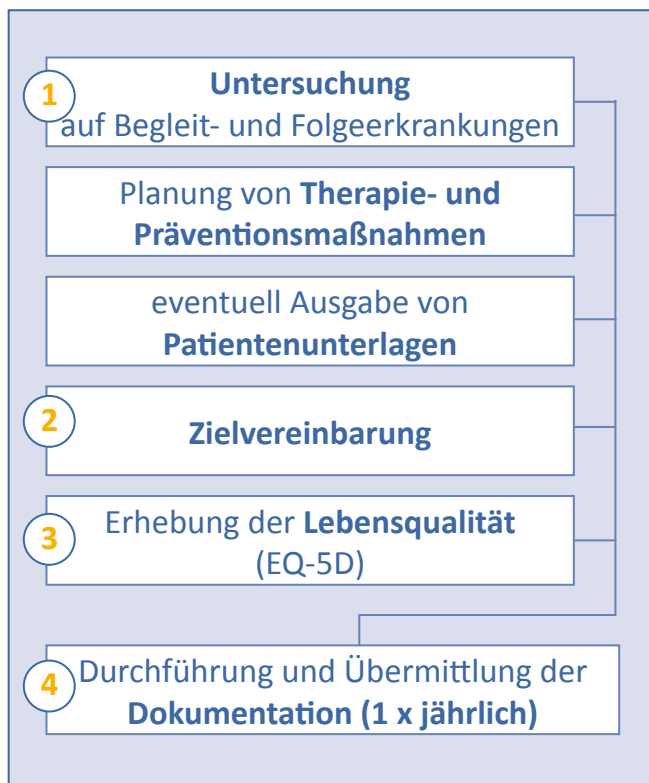 1
Untersuchung
auf Begleit- und Folgeerkrankungen
Planung von Therapie- und
Präventionsmaßnahmen
eventuell Ausgabe von
Patientenunterlagen
2
Zielvereinbarung
3
Erhebung der Lebensqualität
(EQ-5D)
4
Durchführung und Übermittlung der
Dokumentation (1 x jährlich)